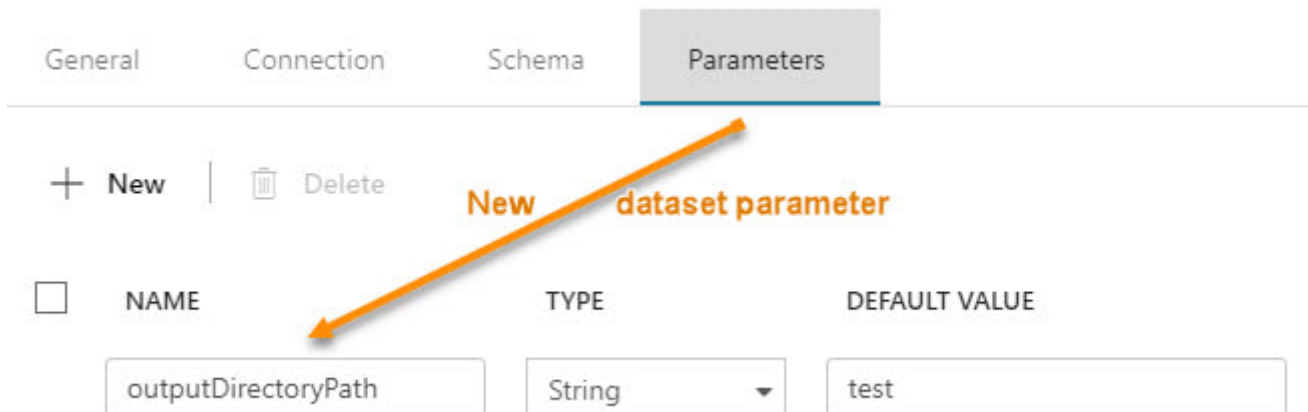 General Connection Schema Parameters
+ New Delete
New dataset parameter
NAME TYPE DEFAULT VALUE
outputDirectoryPath String test